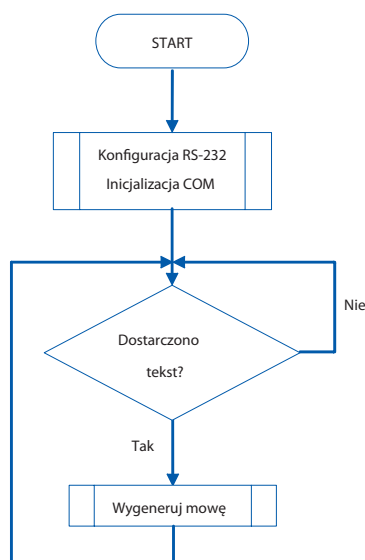 START
Konfiguracja RS-232
Inicjalizacja COM
Dostarczono
tekst?
Nie
Tak
Wygeneruj mowę